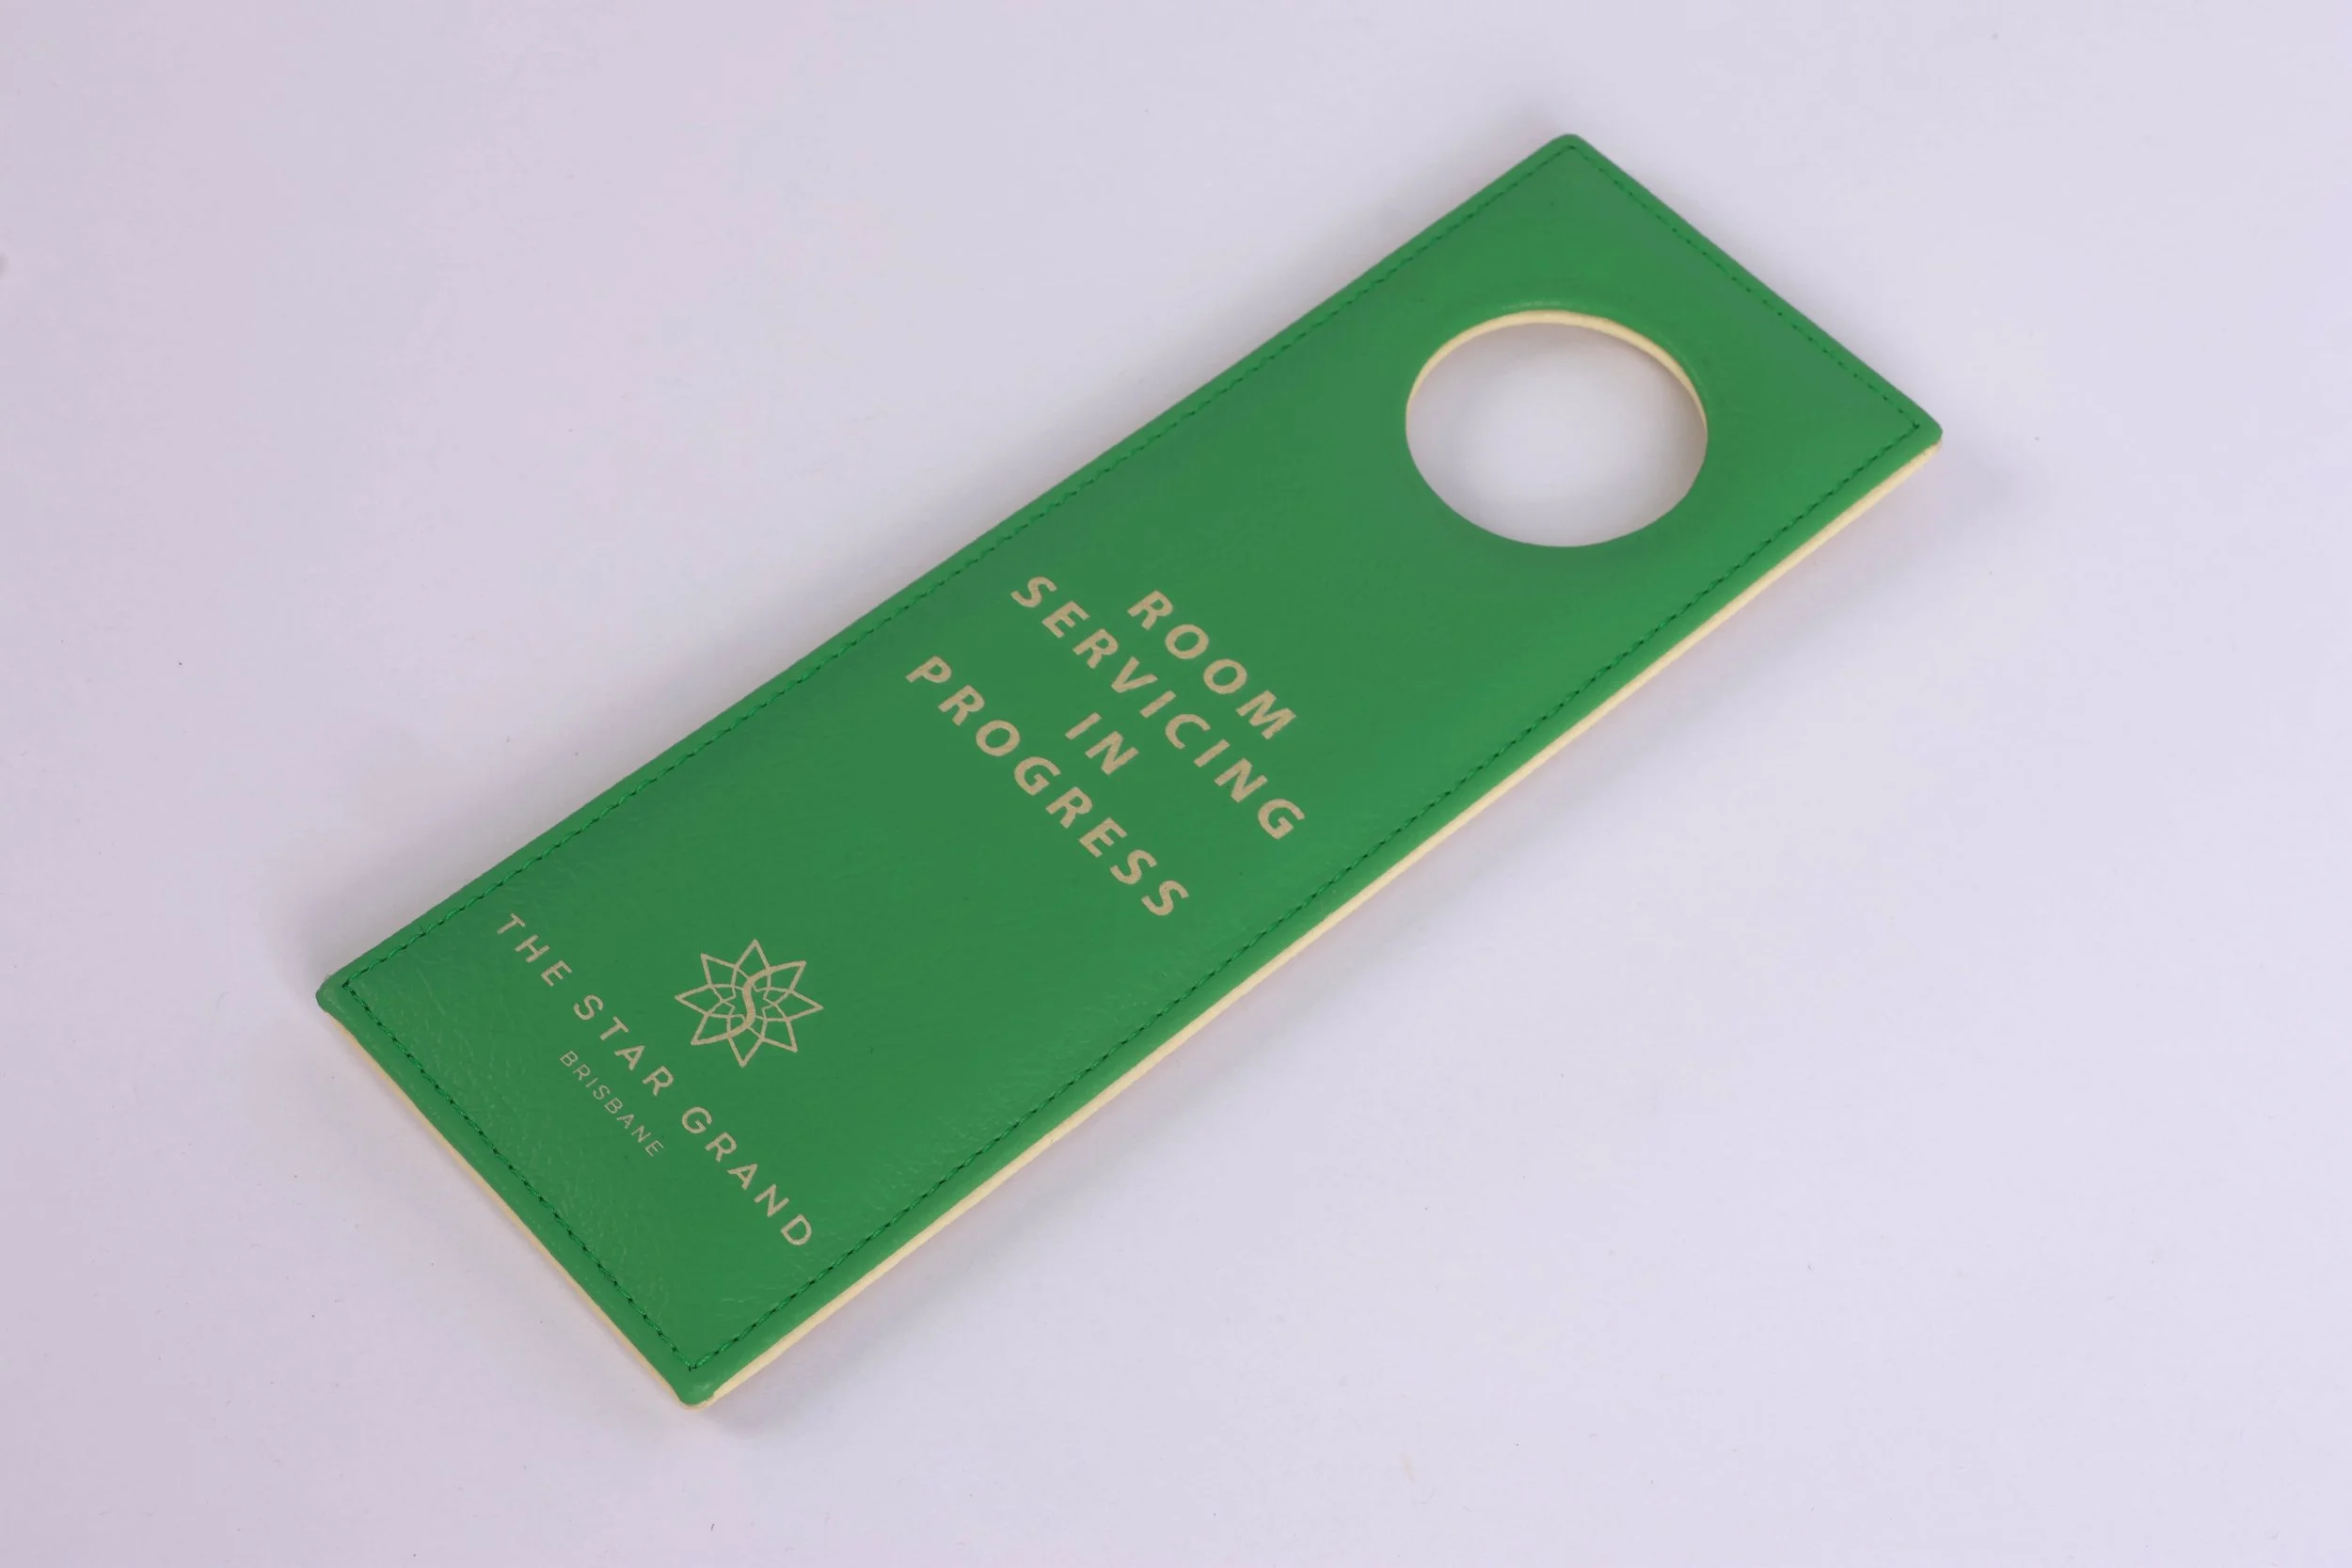 ROOM
SERVICING
IN
PROGRESS
THE STAR GRAND
BRISBANE